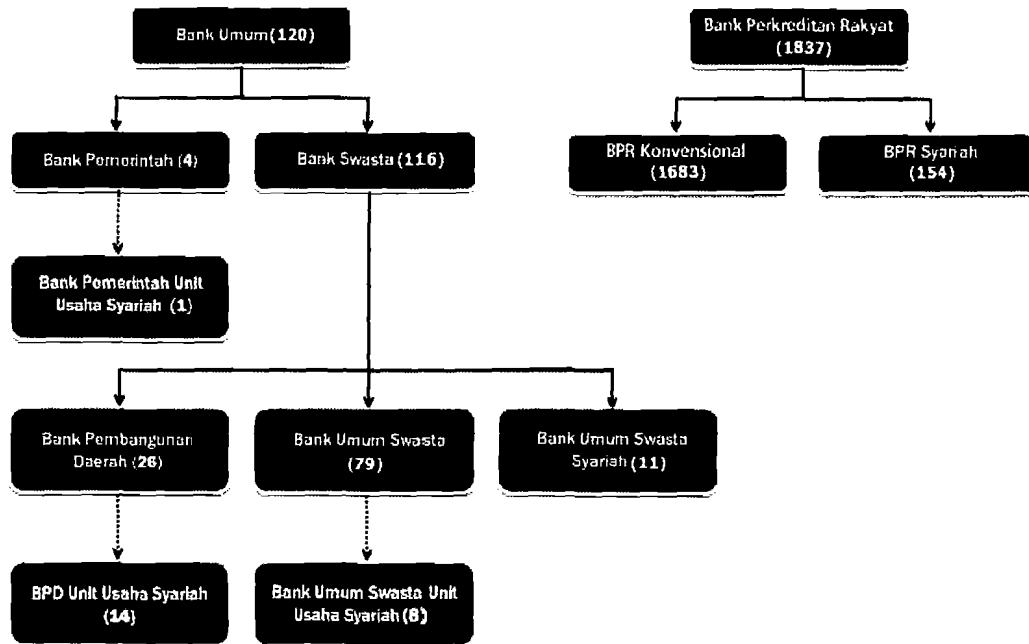 Bank Umum (120)
Bank Perkreditan Rakyat
(1837)
Bank Pemerintah (4)
Bank Swasta (116)
BPR Konvensional
(1683)
BPR Syariah
(154)
Bank Pemerintah Unit
Usaha Syariah (1)
Bank Pembangunan
Daerah (26)
Bank Umum Swasta
(79)
Bank Umum Swasta
Syariah (11)
BPD Unit Usaha Syariah
(14)
Bank Umum Swasta Unit
Usaha Syariah (8)